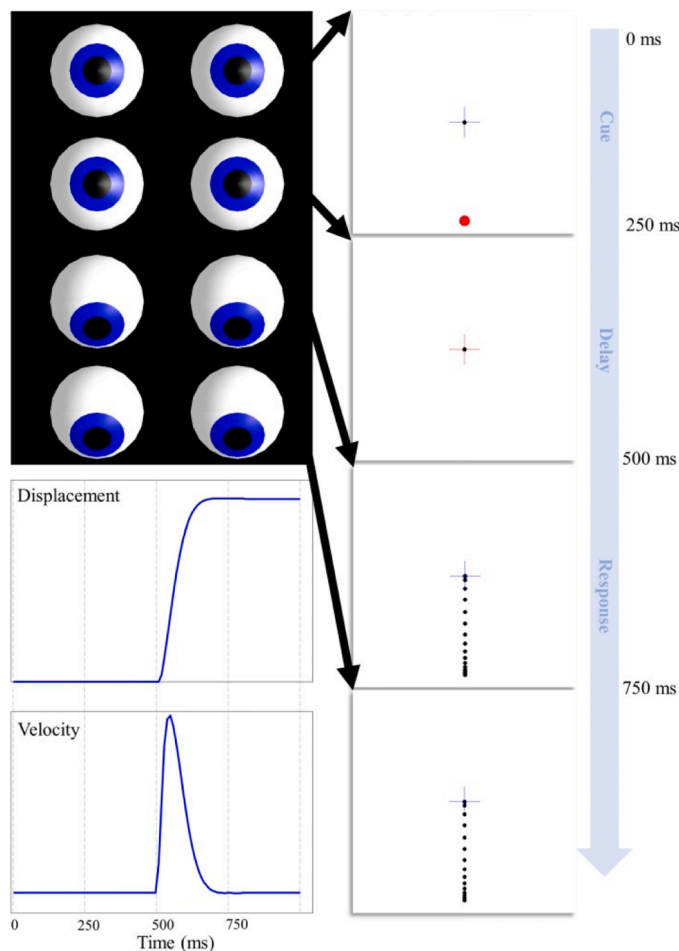 0 ms
Cue
250 ms
Delay
500 ms
Displacement
Response
750 ms
Velocity
0
250
500
750
Time (ms)